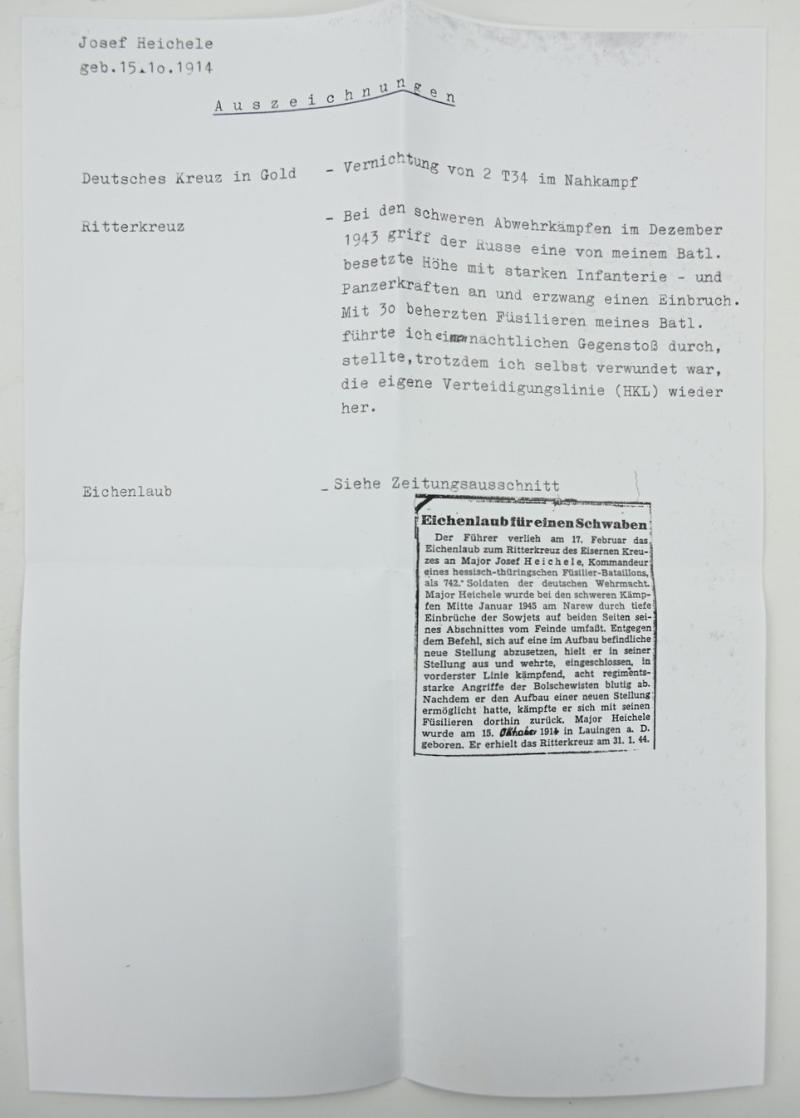 Josef Heichele
geb.15.1o.1914
Auszeichnungen
Deutsches Kreuz in Gold - Vernichtung von 2 T34 im Nahkampf
Ritterkreuz - Bei den schweren Abwehrkämpfen im Dezember
1943 griff der Russe eine von meinem Batl.
besetzte Höhe mit starken Infanterie - und
Panzerkraften an und erzwang einen Einbruch.
Mit 3o beherzten Füsilieren meines Batl.
führte ich einen nachtlichen Gegenstoß durch,
stellte,trotzdem ich selbst verwundet war,
die eigene Verteidigungslinie (HKL) wieder
her.
Eichenlaub - Siehe Zeitungsausschnitt
Eichenlaub für einen Schwaben
Der Führer verlieh am 17. Februar das
Eichenlaub zum Ritterkreuz des Eisernen Kreu-
zes an Major Josef Heichele, Kommandeur
eines hessisch-thüringschen Füsilier-Bataillons,
als 742. Soldaten der deutschen Wehrmacht.
Major Heichele wurde bei den schweren Kämp-
fen Mitte Januar 1945 am Narew durch tiefe
Einbrüche der Sowjets auf beiden Seiten sei-
nes Abschnittes vom Feinde umfaßt. Entgegen
dem Befehl, sich auf eine im Aufbau befindliche
neue Stellung abzusetzen, hielt er in seiner
Stellung aus und wehrte, eingeschlossen, in
vorderster Linie kämpfend, acht regiments-
starke Angriffe der Bolschewisten blutig ab.
Nachdem er den Aufbau einer neuen Stellung
ermöglicht hatte, kämpfte er sich mit seinen
Füsilieren dorthin zurück. Major Heichele
wurde am 15. Oktober 1914 in Lauingen a. D.
geboren. Er erhielt das Ritterkreuz am 31. 1. 44.